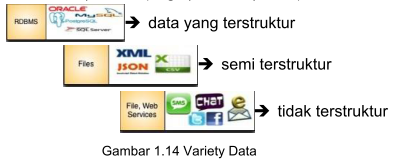 RDBMS
ORACLE
MySQL
PostgreSQL
SQL Server
➔ data yang terstruktur
Files
XML
JSON
X
CSV
➔ semi terstruktur
File, Web
Services
SMS
CHAT
e
f
➔ tidak terstruktur
Gambar 1.14 Variety Data